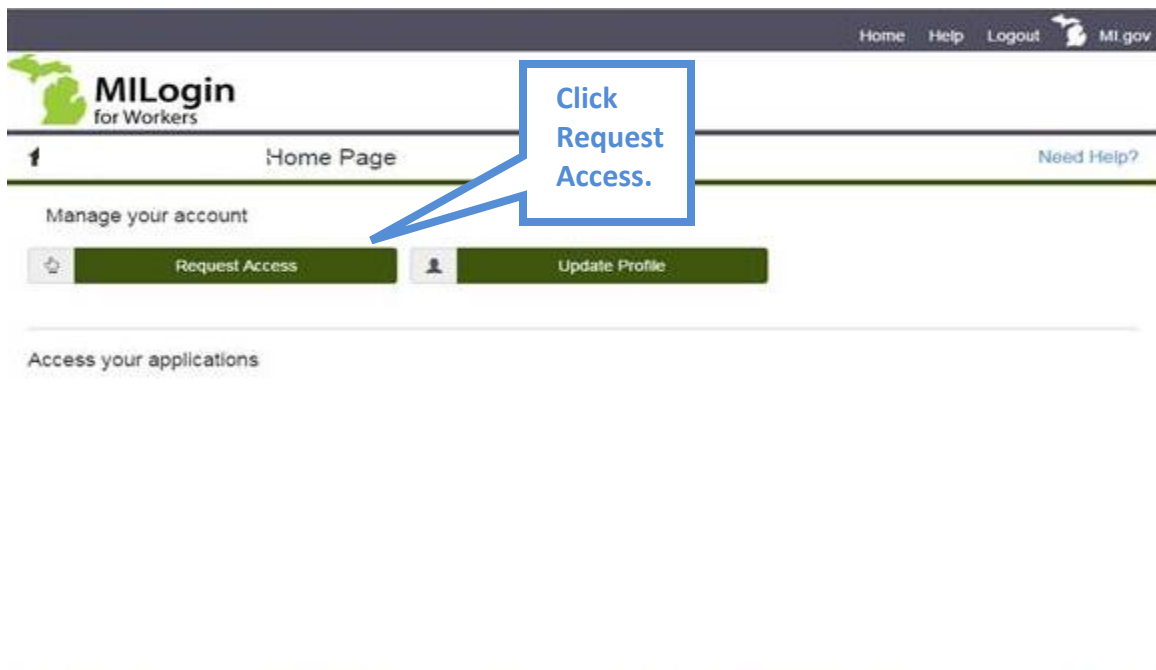 Home Help Logout MI.gov
MILogin
for Workers
Click
Request
Access.
Home Page
Need Help?
Manage your account
Request Access
Update Profile
Access your applications